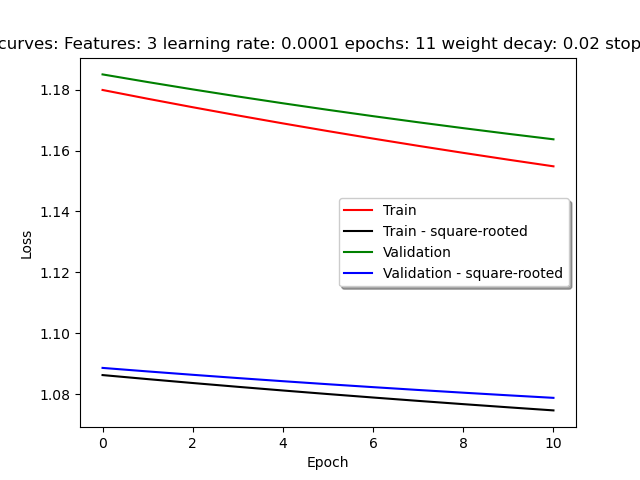 curves: Features: 3 learning rate: 0.0001 epochs: 11 weight decay: 0.02 stop
1.18
1.16
1.14
1.12
1.10
1.08
Loss
Train
Train - square-rooted
Validation
Validation - square-rooted
0 2 4 6 8 10
Epoch